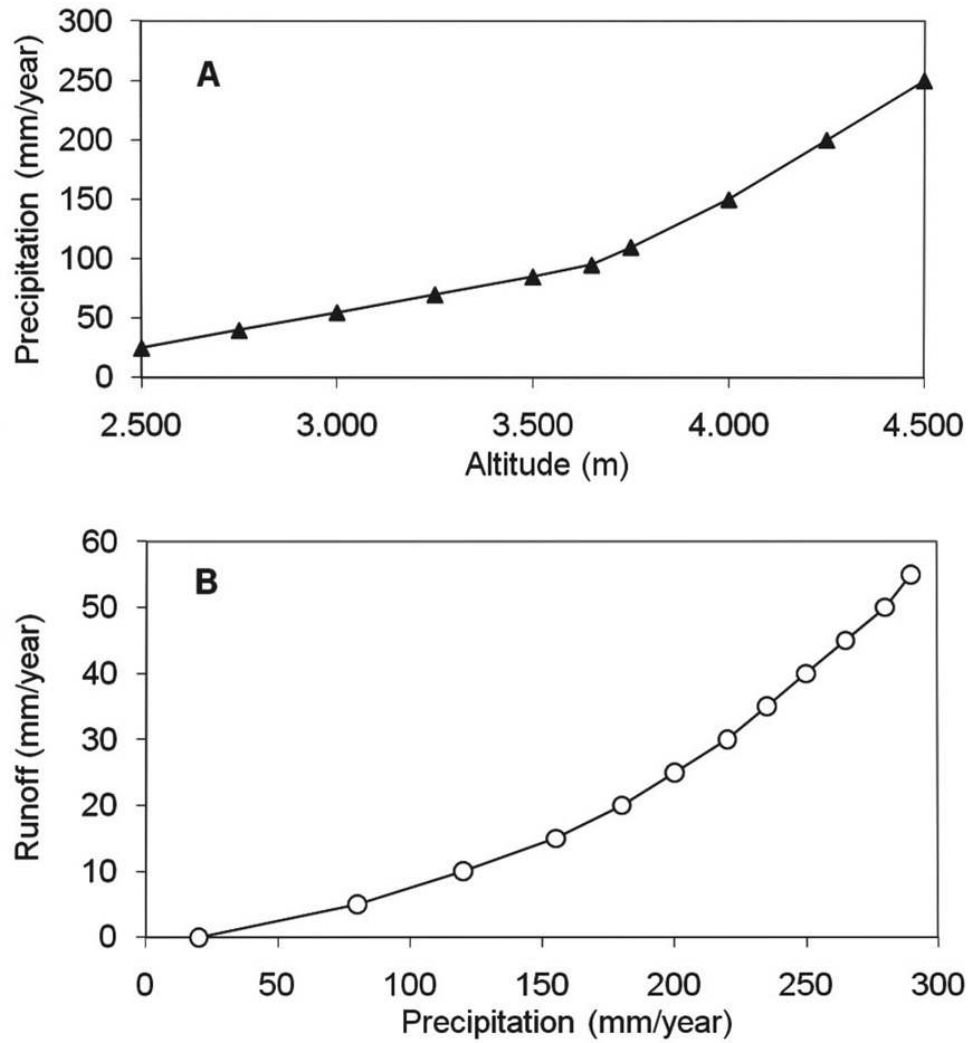 A
Precipitation (mm/year)
300
250
200
150
100
50
0
2.500 3.000 3.500 4.000 4.500
Altitude (m)
B
Runoff (mm/year)
60
50
40
30
20
10
0
0 50 100 150 200 250 300
Precipitation (mm/year)